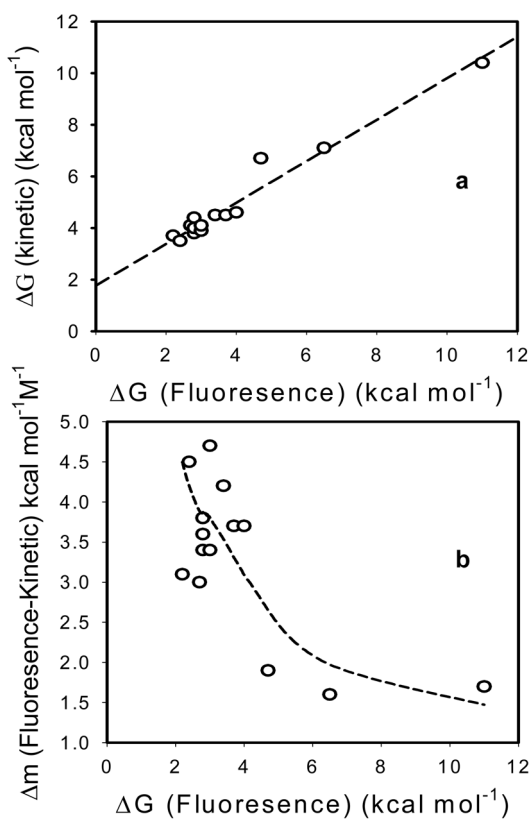 12
10
8
6
4
2
0
ΔG (kinetic) (kcal mol⁻¹)
a
0 2 4 6 8 10 12
ΔG (Fluoresence) (kcal mol⁻¹)
5.0
4.5
4.0
3.5
3.0
2.5
2.0
1.5
1.0
Δm (Fluoresence-Kinetic) kcal mol⁻¹M⁻¹
b
0 2 4 6 8 10 12
ΔG (Fluoresence) (kcal mol⁻¹)